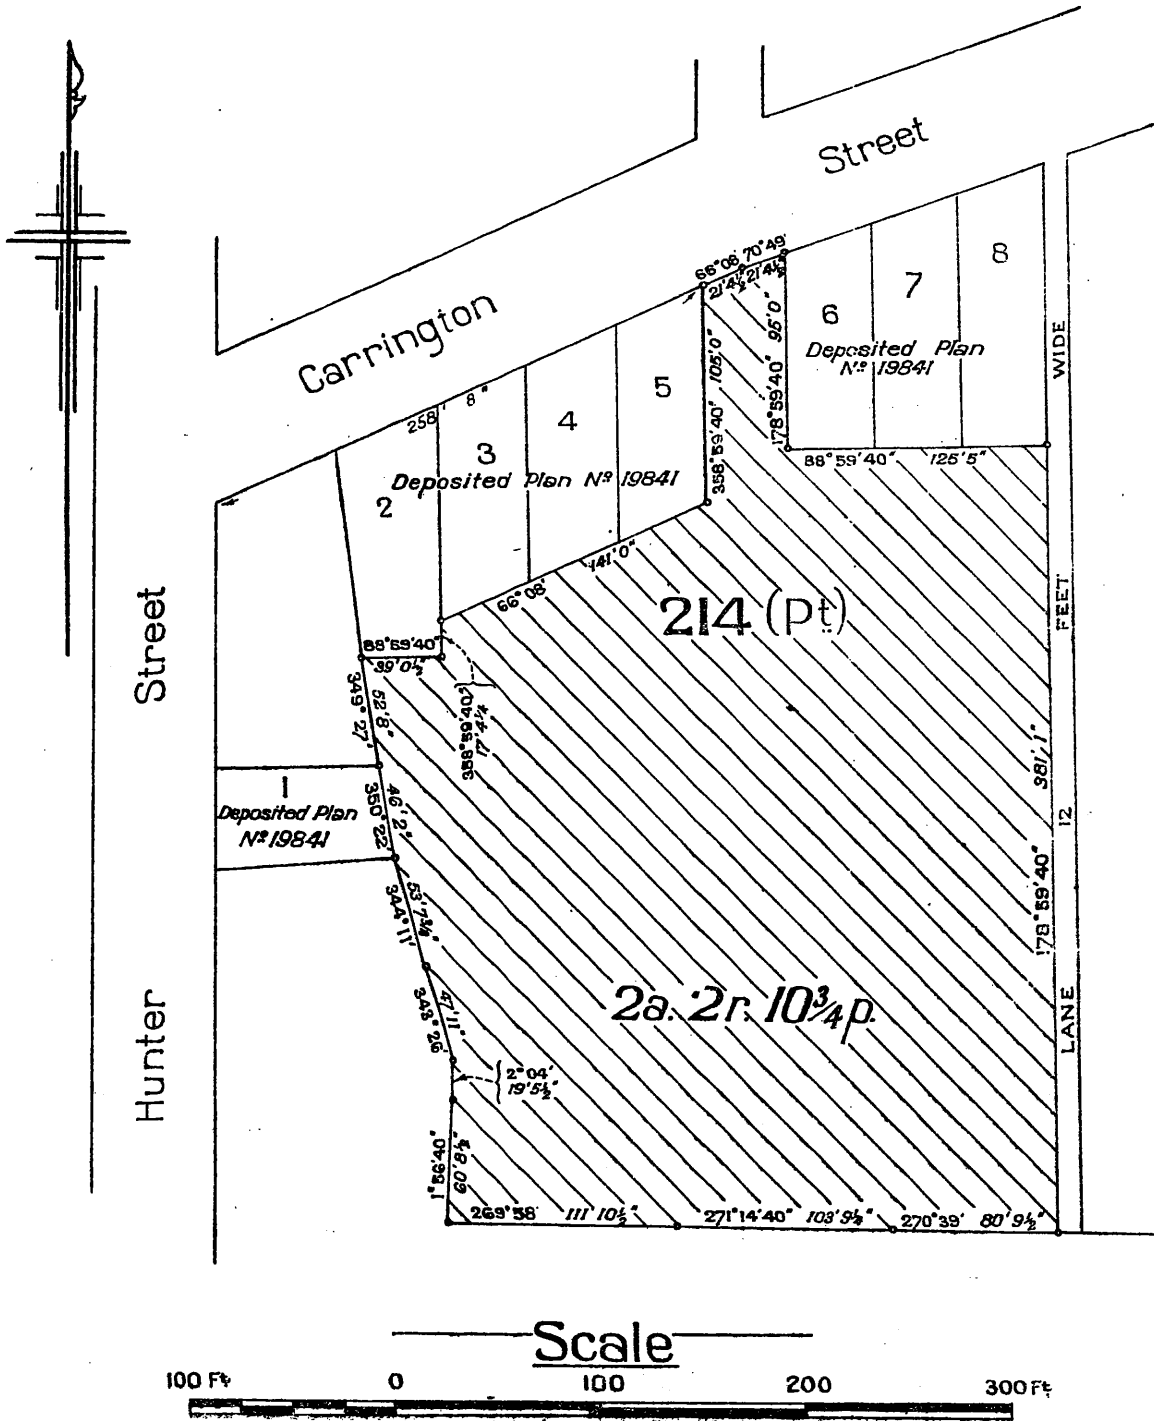 Street
Carrington
66°08' 70°49'
21'4½" 21'4½"
8
7
6
Deposited Plan
Nº 19841
WIDE
178°59'40" 95'0"
105'0"
358°59'40"
88°59'40" 125'5"
258' 8"
5
4
3
Deposited Plan Nº 19841
2
141'0"
66°08'
214 (Pt)
FEET
88°59'40"
39'0½"
358°59'40"
17'4¼"
Street
349°27'
52'8"
381'1"
1
Deposited Plan
Nº 19841
46'2"
350°22'
12
178°59'40"
53'7⅜"
344°11'
2a. 2r. 10¾p.
LANE
47'11"
343°26'
Hunter
2°04'
19'5½"
1°56'40"
60'8½"
269°58' 111'10½" 271°14'40" 103'9½" 270°39' 80'9½"
Scale
100 Ft 0 100 200 300 Ft